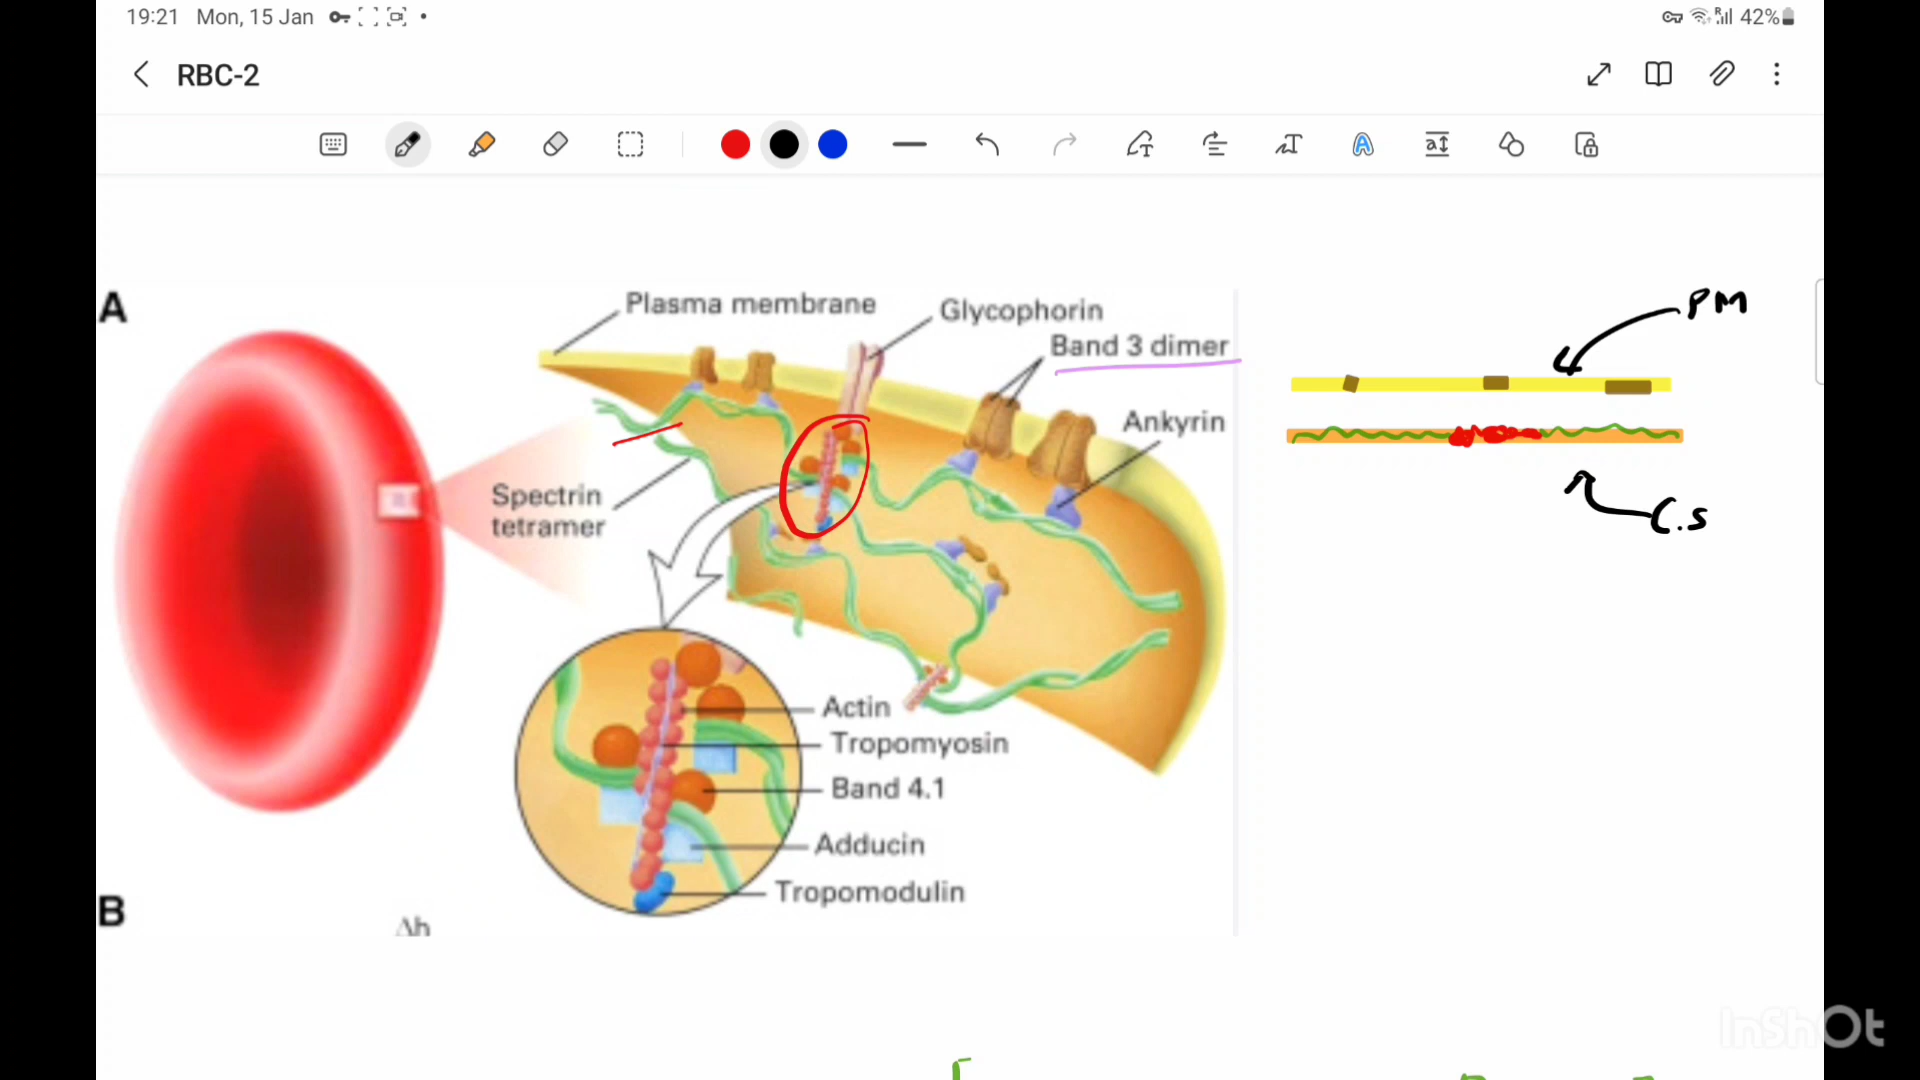 19:21 Mon, 15 Jan
42%
RBC-2
A
Plasma membrane
Glycophorin
Band 3 dimer
Ankyrin
Spectrin
tetramer
Actin
Tropomyosin
Band 4.1
Adducin
Tropomodulin
B
Δh
PM
C.S
InShOt